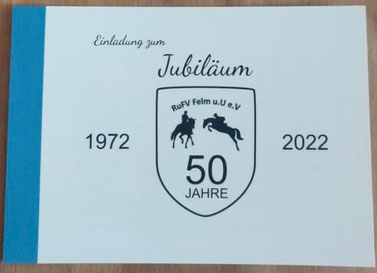 Einladung zum
Jubiläum
RuFV Felm u.U e.V
1972
2022
50
JAHRE